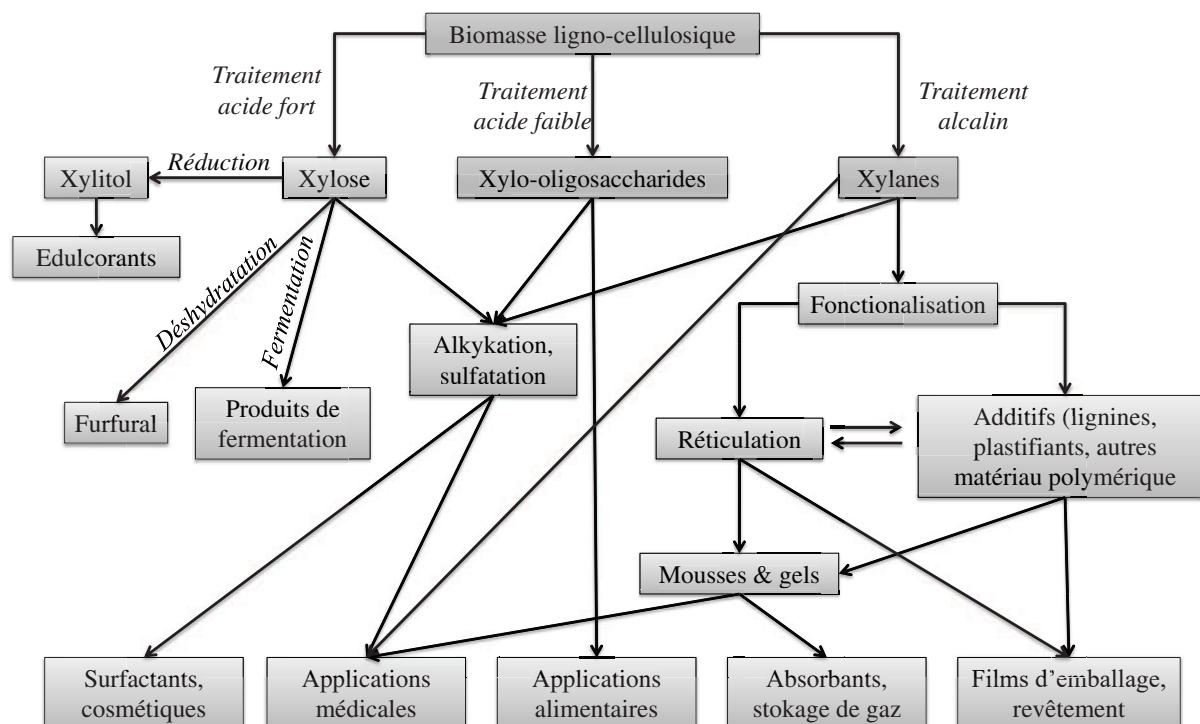 Biomasse ligno-cellulosique
Traitement
acide fort
Traitement
acide faible
Traitement
alcalin
Réduction
Xylitol
Xylose
Xylo-oligosaccharides
Xylanes
Edulcorants
Déshydratation
Fermentation
Fonctionalisation
Alkykation,
sulfatation
Furfural
Produits de
fermentation
Réticulation
Additifs (lignines,
plastifiants, autres
matériau polymérique
Mousses & gels
Surfactants,
cosmétiques
Applications
médicales
Applications
alimentaires
Absorbants,
stokage de gaz
Films d'emballage,
revêtement